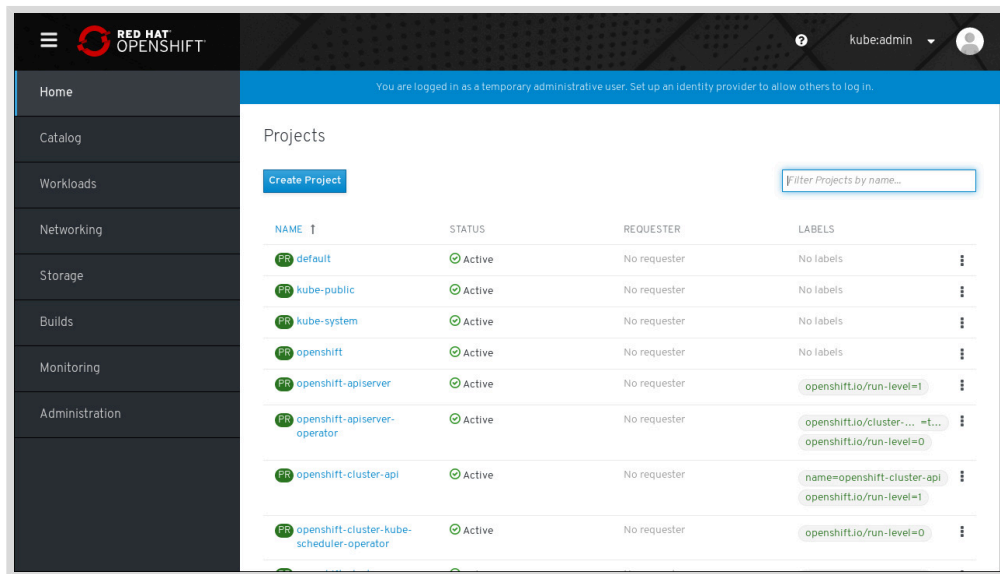 RED HAT
OPENSHIFT
kube:admin
Home
You are logged in as a temporary administrative user. Set up an identity provider to allow others to log in.
Catalog
Workloads
Networking
Storage
Builds
Monitoring
Administration
Projects
Create Project
Filter Projects by name...
NAME STATUS REQUESTER LABELS
PR default Active No requester No labels
PR kube-public Active No requester No labels
PR kube-system Active No requester No labels
PR openshift Active No requester No labels
PR openshift-apiserver Active No requester openshift.io/run-level=1
PR openshift-apiserver- Active No requester openshift.io/cluster-... =t...
operator openshift.io/run-level=0
PR openshift-cluster-api Active No requester name=openshift-cluster-api
openshift.io/run-level=1
PR openshift-cluster-kube- Active No requester openshift.io/run-level=0
scheduler-operator